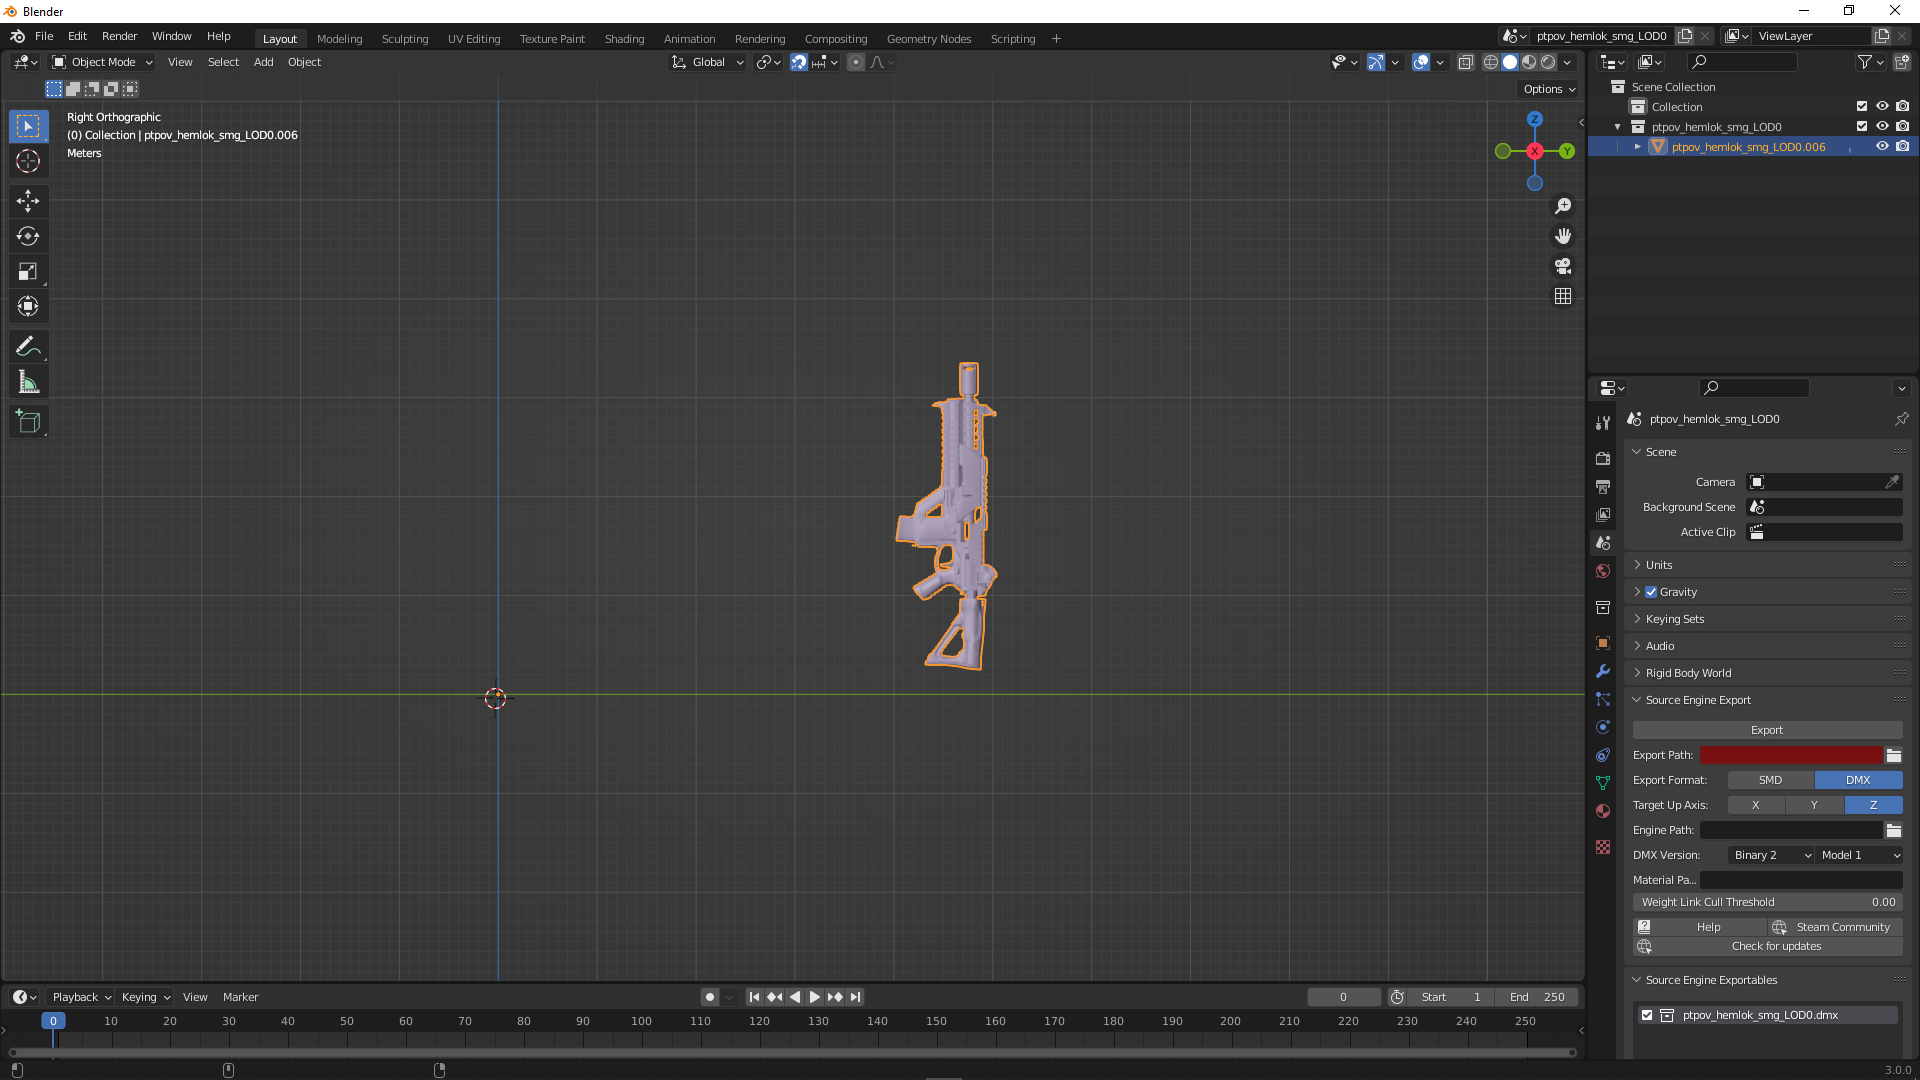 Blender
File Edit Render Window Help
Layout Modeling Sculpting UV Editing Texture Paint Shading Animation Rendering Compositing Geometry Nodes Scripting +
ptpov_hemlok_smg_LOD0
ViewLayer
Object Mode View Select Add Object
Global
Options
Right Orthographic
(0) Collection | ptpov_hemlok_smg_LOD0.006
Meters
Z
X
Y
Scene Collection
Collection
ptpov_hemlok_smg_LOD0
ptpov_hemlok_smg_LOD0.006
ptpov_hemlok_smg_LOD0
Scene
Camera
Background Scene
Active Clip
Units
Gravity
Keying Sets
Audio
Rigid Body World
Source Engine Export
Export
Export Path:
Export Format: SMD DMX
Target Up Axis: X Y Z
Engine Path:
DMX Version: Binary 2 Model 1
Material Pa...
Weight Link Cull Threshold 0.00
Help Steam Community
Check for updates
Source Engine Exportables
ptpov_hemlok_smg_LOD0.dmx
Playback Keying View Marker
0 Start 1 End 250
0 10 20 30 40 50 60 70 80 90 100 110 120 130 140 150 160 170 180 190 200 210 220 230 240 250
3.0.0